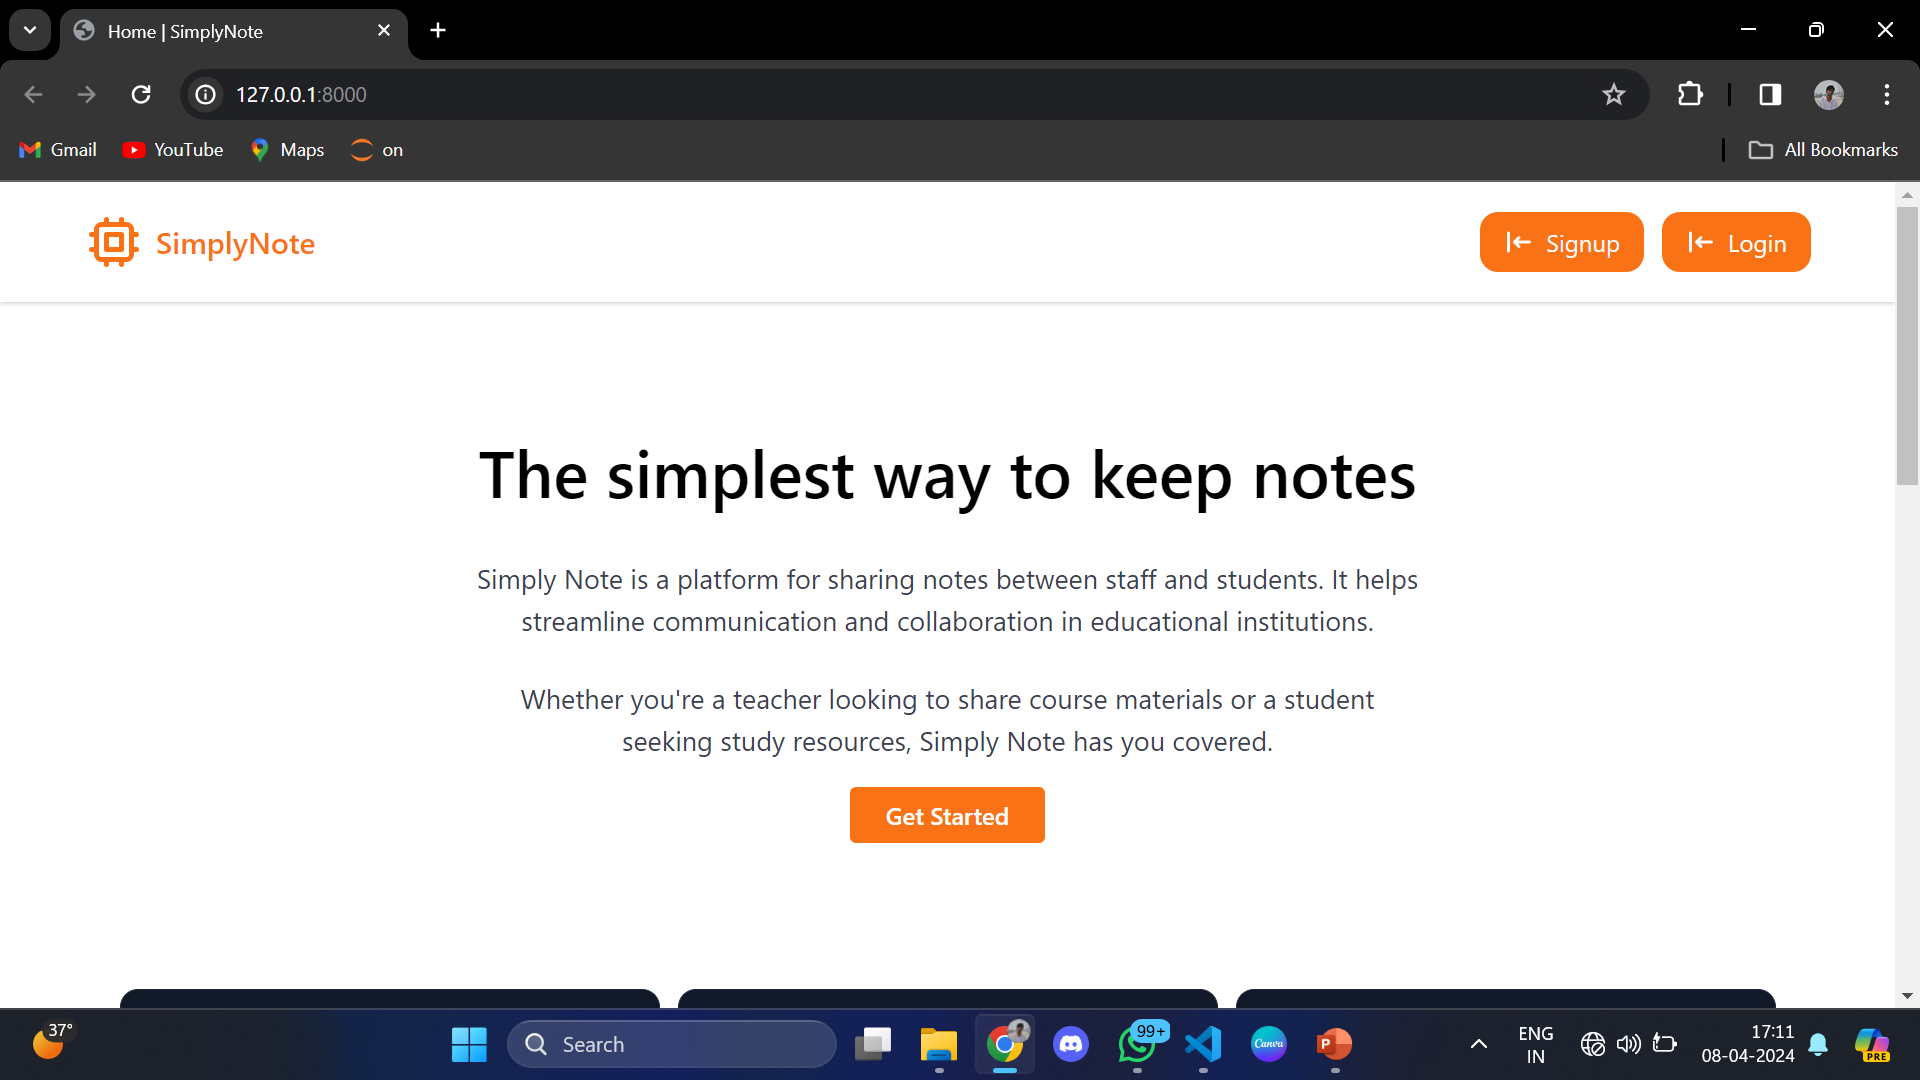 Home | SimplyNote
127.0.0.1:8000
Gmail
YouTube
Maps
on
All Bookmarks
SimplyNote
Signup
Login
The simplest way to keep notes
Simply Note is a platform for sharing notes between staff and students. It helps
streamline communication and collaboration in educational institutions.
Whether you're a teacher looking to share course materials or a student
seeking study resources, Simply Note has you covered.
Get Started
37°
Search
99+
Canva
P
ENG
IN
17:11
08-04-2024
PRE